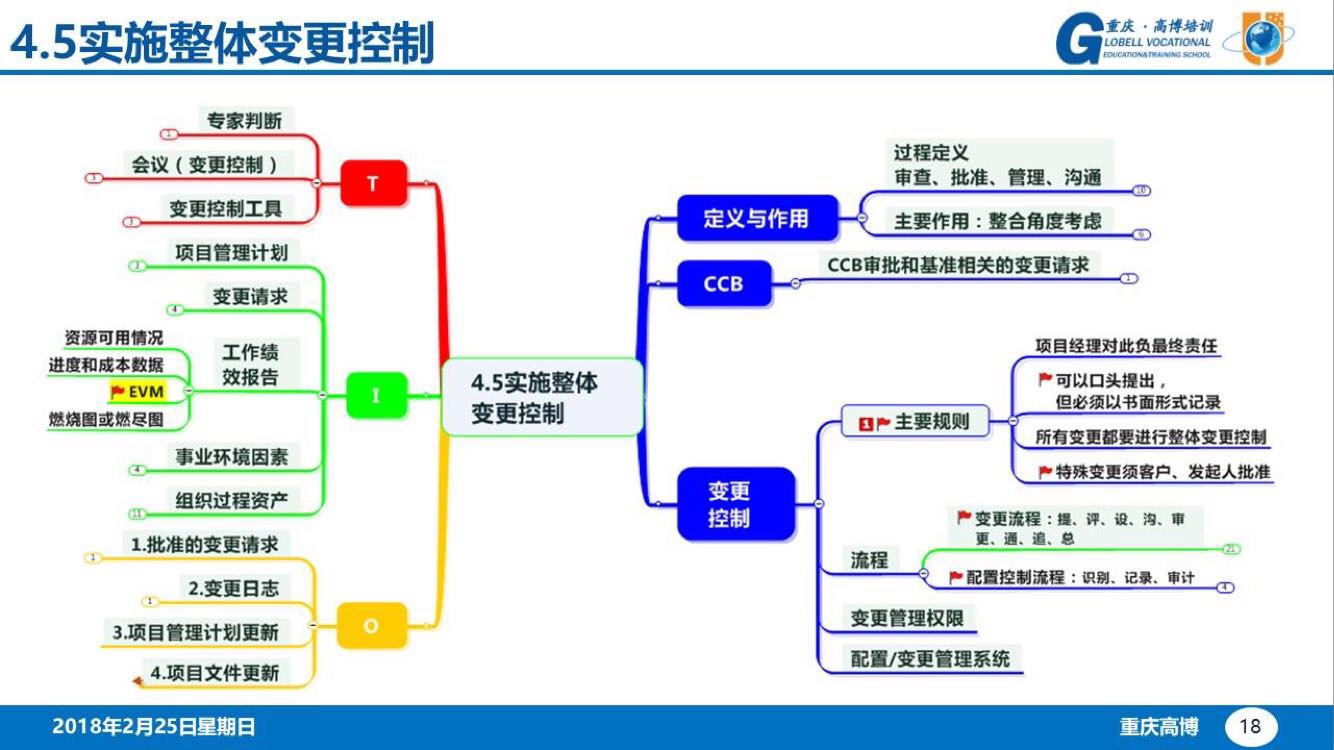 4.5实施整体变更控制
重庆·高博培训
GLOBELL VOCATIONAL
EDUCATION&TRAINING SCHOOL
专家判断
1
会议（变更控制）
3
变更控制工具
3
T
项目管理计划
3
变更请求
4
资源可用情况
进度和成本数据
EVM
燃烧图或燃尽图
工作绩
效报告
事业环境因素
4
组织过程资产
11
I
1.批准的变更请求
1
2.变更日志
1
3.项目管理计划更新
4.项目文件更新
O
4.5实施整体
变更控制
定义与作用
过程定义
审查、批准、管理、沟通
10
主要作用：整合角度考虑
6
CCB
CCB审批和基准相关的变更请求
1
变更
控制
1 主要规则
项目经理对此负最终责任
可以口头提出，
但必须以书面形式记录
所有变更都要进行整体变更控制
特殊变更须客户、发起人批准
流程
变更流程：提、评、设、沟、审
更、通、追、总
21
配置控制流程：识别、记录、审计
4
变更管理权限
配置/变更管理系统
2018年2月25日星期日
重庆高博
18